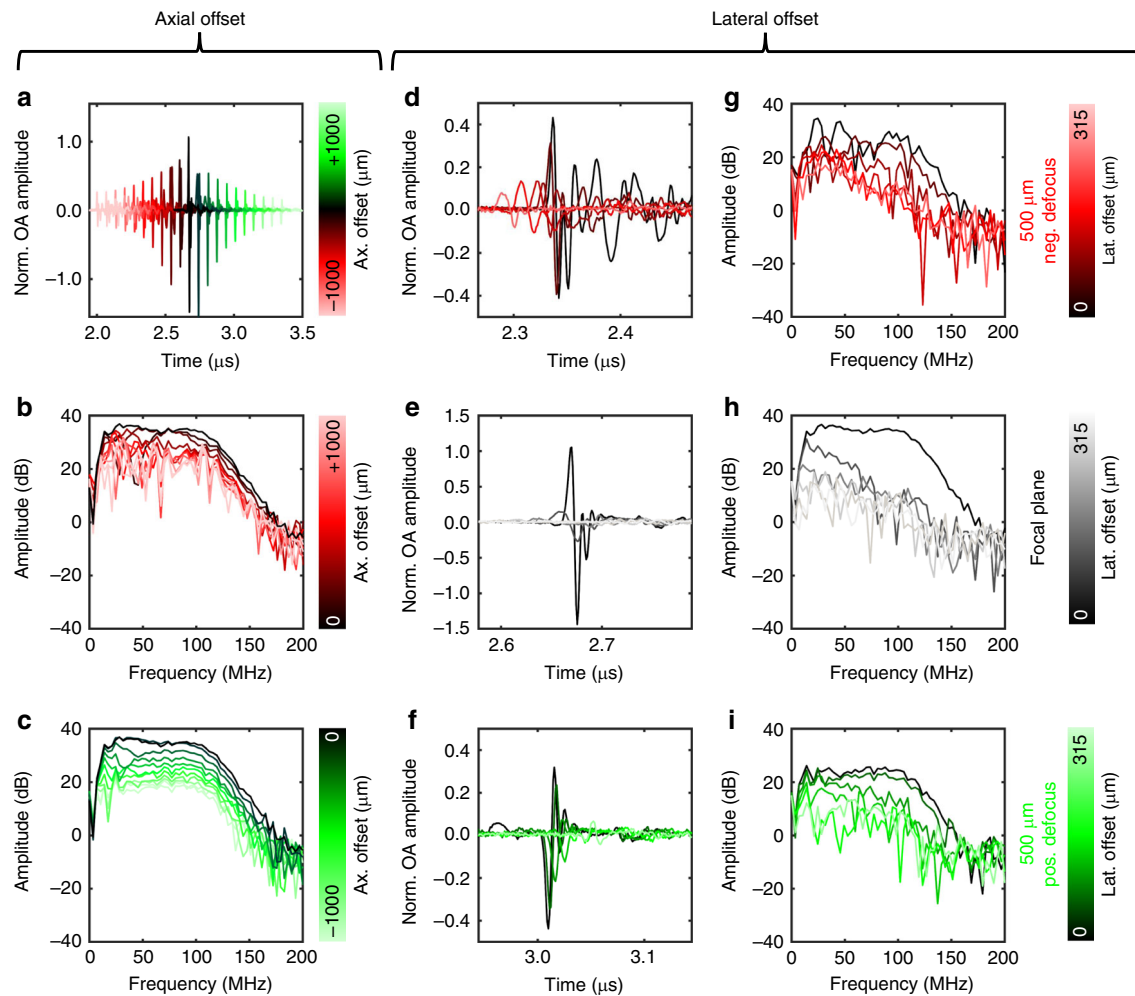 Axial offset
Lateral offset
a
Norm. OA amplitude
1.0
0.0
−1.0
2.0
2.5
3.0
3.5
Time (μs)
+1000
−1000
Ax. offset (μm)
d
Norm. OA amplitude
0.4
0.2
0.0
−0.2
−0.4
2.3
2.4
Time (μs)
g
Amplitude (dB)
40
20
0
−20
−40
0
50
100
150
200
Frequency (MHz)
500 μm
neg. defocus
315
0
Lat. offset (μm)
b
Amplitude (dB)
40
20
0
−20
−40
0
50
100
150
200
Frequency (MHz)
+1000
0
Ax. offset (μm)
e
Norm. OA amplitude
1.5
1.0
0.5
0.0
−0.5
−1.0
−1.5
2.6
2.7
Time (μs)
h
Amplitude (dB)
40
20
0
−20
−40
0
50
100
150
200
Frequency (MHz)
Focal plane
315
0
Lat. offset (μm)
c
Amplitude (dB)
40
20
0
−20
−40
0
50
100
150
200
Frequency (MHz)
0
−1000
Ax. offset (μm)
f
Norm. OA amplitude
0.4
0.2
0.0
−0.2
−0.4
3.0
3.1
Time (μs)
i
Amplitude (dB)
40
20
0
−20
−40
0
50
100
150
200
Frequency (MHz)
500 μm
pos. defocus
315
0
Lat. offset (μm)